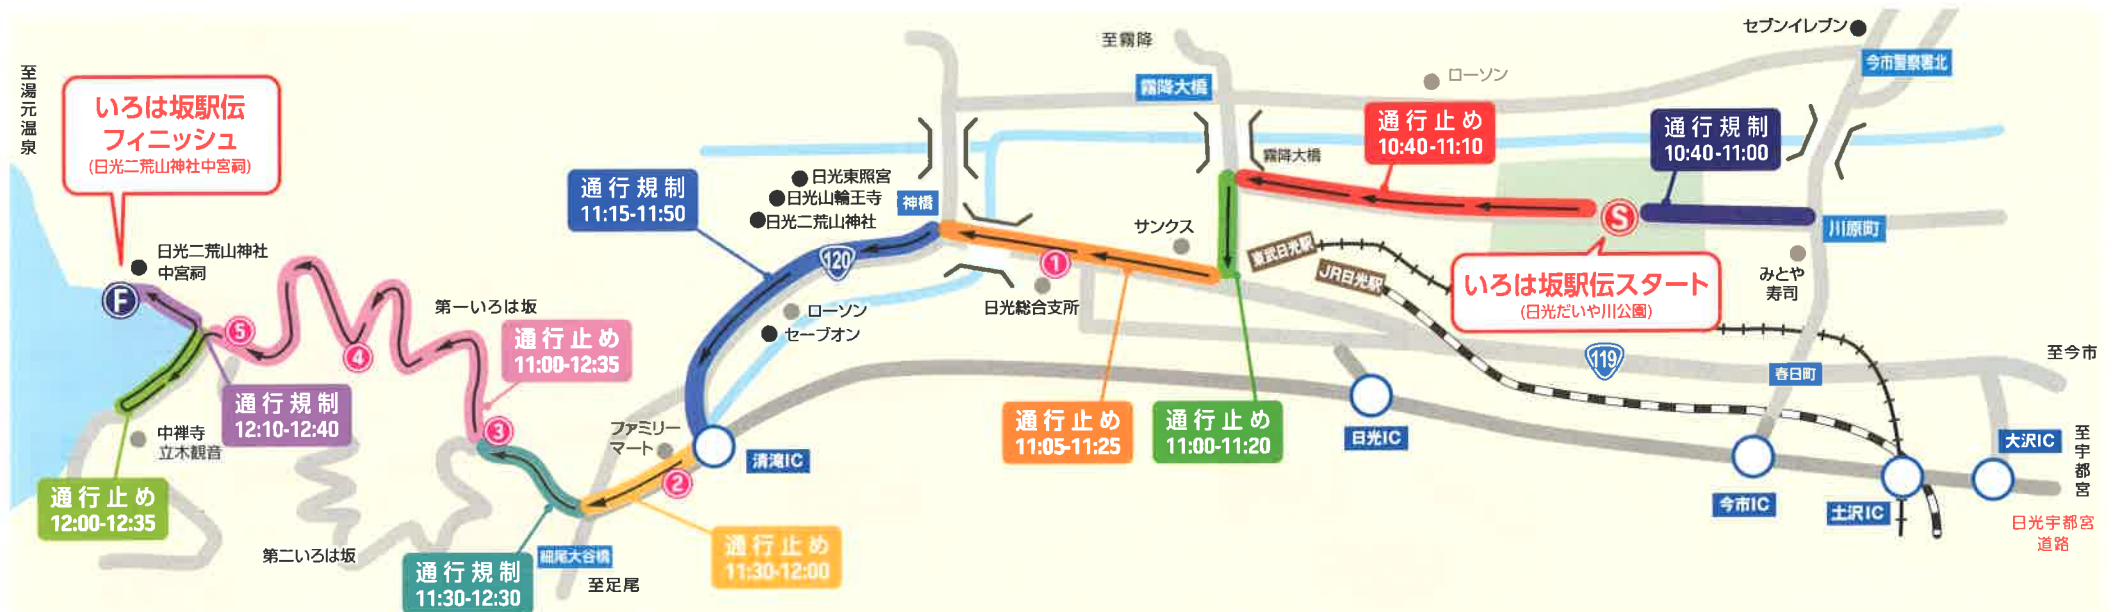 至湯元温泉
いろは坂駅伝
フィニッシュ
(日光二荒山神社中宮祠)
日光二荒山神社
中宮祠
F
5
4
第一いろは坂
通行止め
11:00-12:35
3
通行規制
12:10-12:40
中禅寺
立木観音
通行止め
12:00-12:35
第二いろは坂
通行規制
11:30-12:30
細尾大谷橋
至足尾
通行止め
11:30-12:00
2
ファミリー
マート
清滝IC
通行規制
11:15-11:50
日光東照宮
日光山輪王寺
日光二荒山神社
神橋
120
ローソン
セーブオン
1
日光総合支所
サンクス
通行止め
11:05-11:25
通行止め
11:00-11:20
至霧降
霧降大橋
霧降大橋
ローソン
通行止め
10:40-11:10
通行規制
10:40-11:00
セブンイレブン
今市警察署北
川原町
みとや
寿司
S
いろは坂駅伝スタート
(日光だいや川公園)
東武日光駅
JR日光駅
119
春日町
至今市
日光IC
今市IC
土沢IC
大沢IC
至宇都宮
日光宇都宮
道路